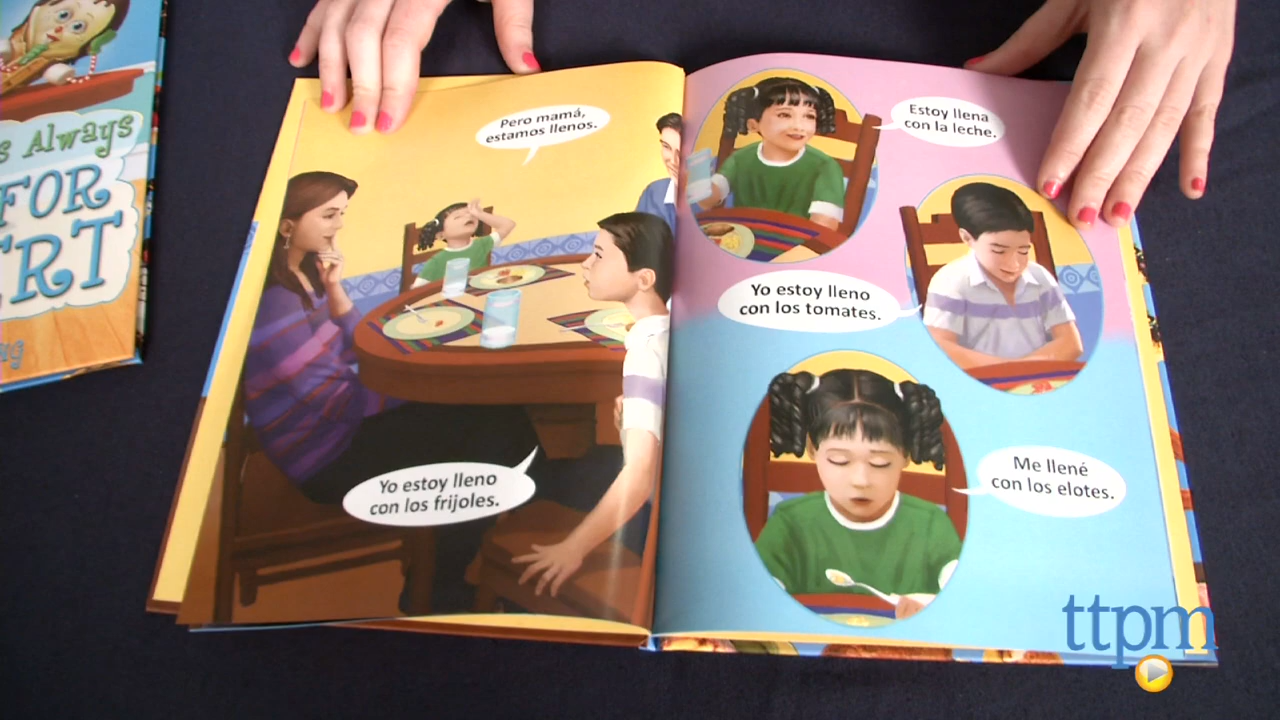 s Always
FOR
ERT
Pero mamá,
estamos llenos.
Yo estoy lleno
con los frijoles.
Estoy llena
con la leche.
Yo estoy lleno
con los tomates.
Me llené
con los elotes.
ttpm